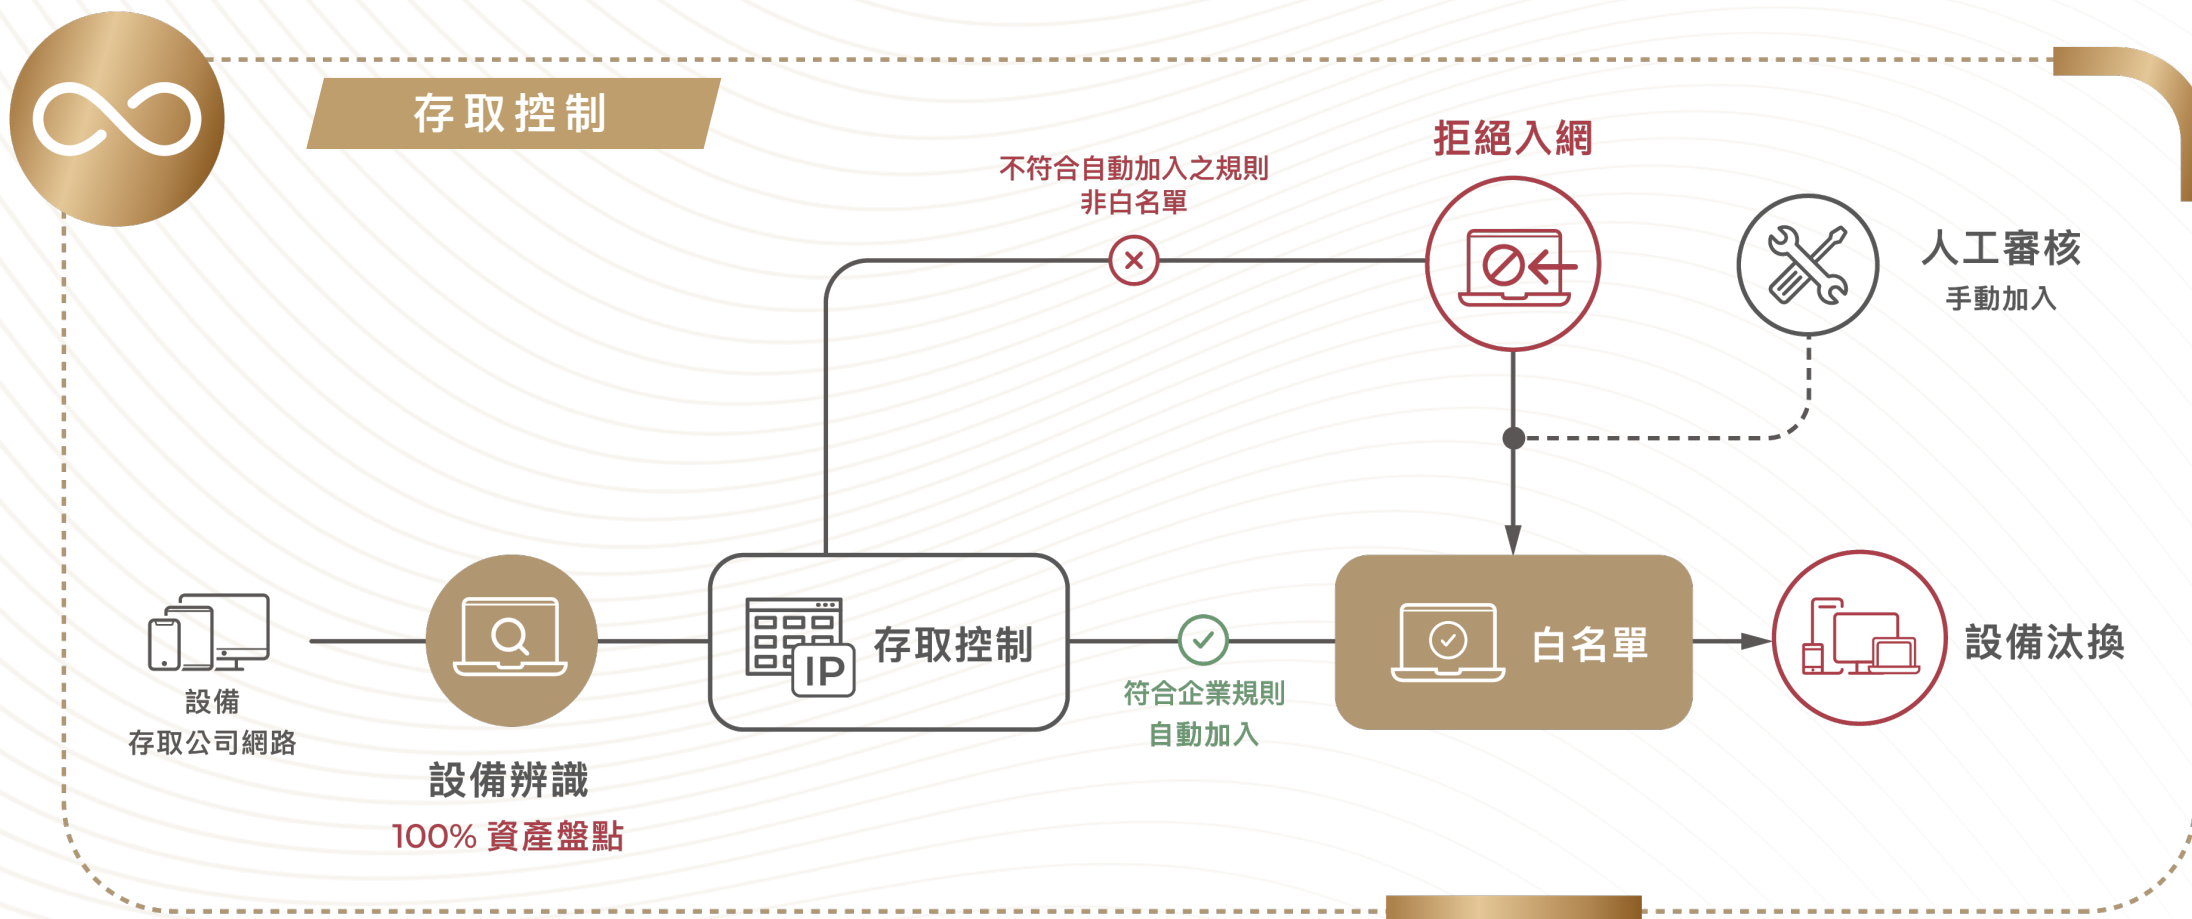 存取控制
不符合自動加入之規則
非白名單
拒絕入網
人工審核
手動加入
設備
存取公司網路
設備辨識
100% 資產盤點
IP
存取控制
符合企業規則
自動加入
白名單
設備汰換